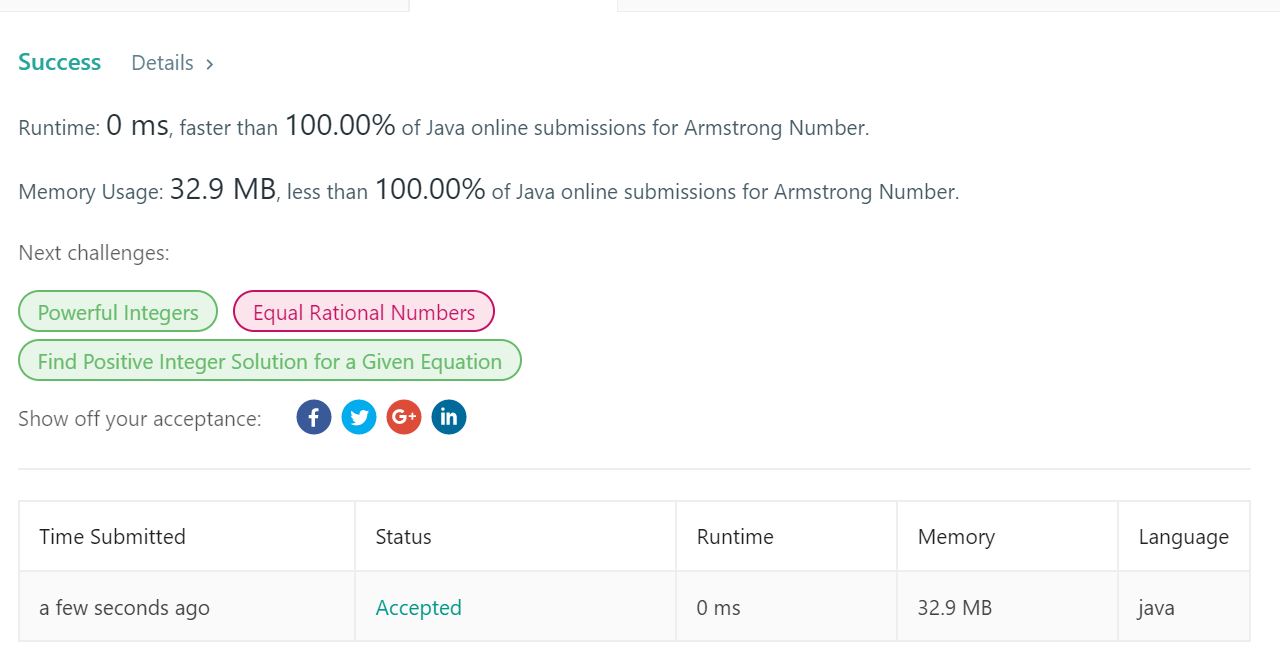 Success Details >
Runtime: 0 ms, faster than 100.00% of Java online submissions for Armstrong Number.
Memory Usage: 32.9 MB, less than 100.00% of Java online submissions for Armstrong Number.
Next challenges:
Powerful Integers Equal Rational Numbers
Find Positive Integer Solution for a Given Equation
Show off your acceptance: f G+ in
Time Submitted Status Runtime Memory Language
a few seconds ago Accepted 0 ms 32.9 MB java